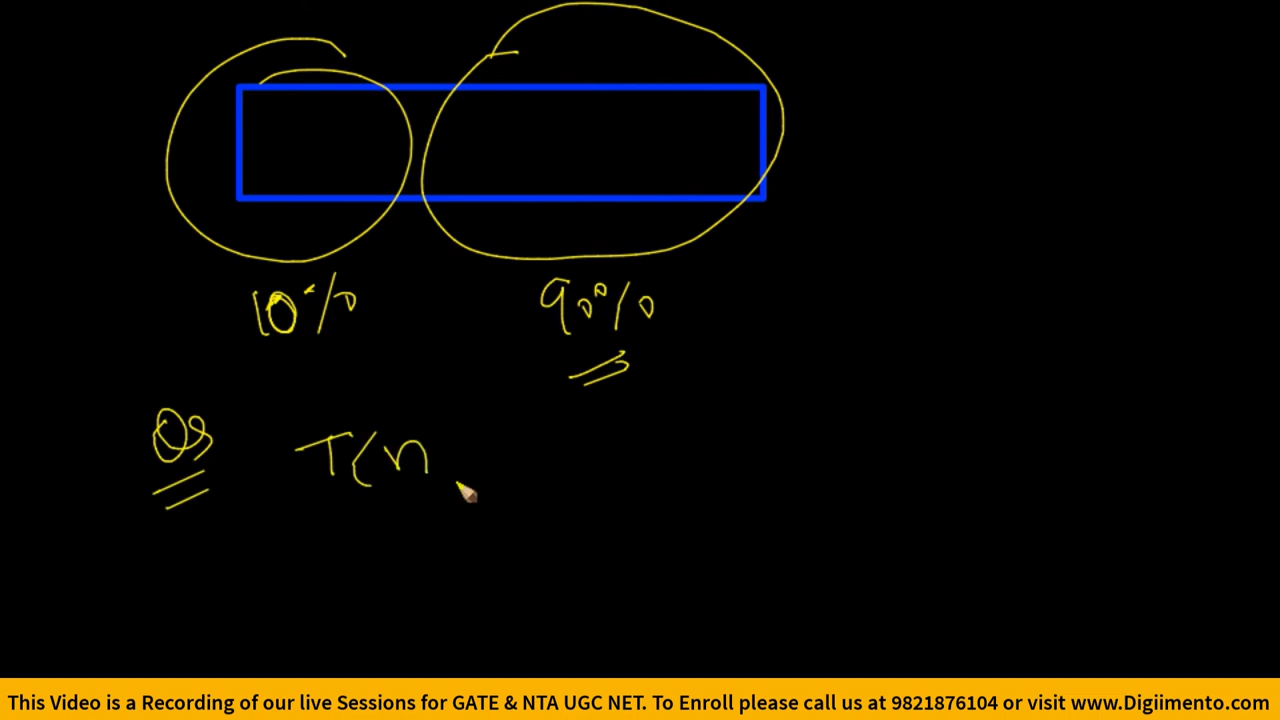 10% 90%
Qs T(n
This Video is a Recording of our live Sessions for GATE & NTA UGC NET. To Enroll please call us at 9821876104 or visit www.Digiimento.com